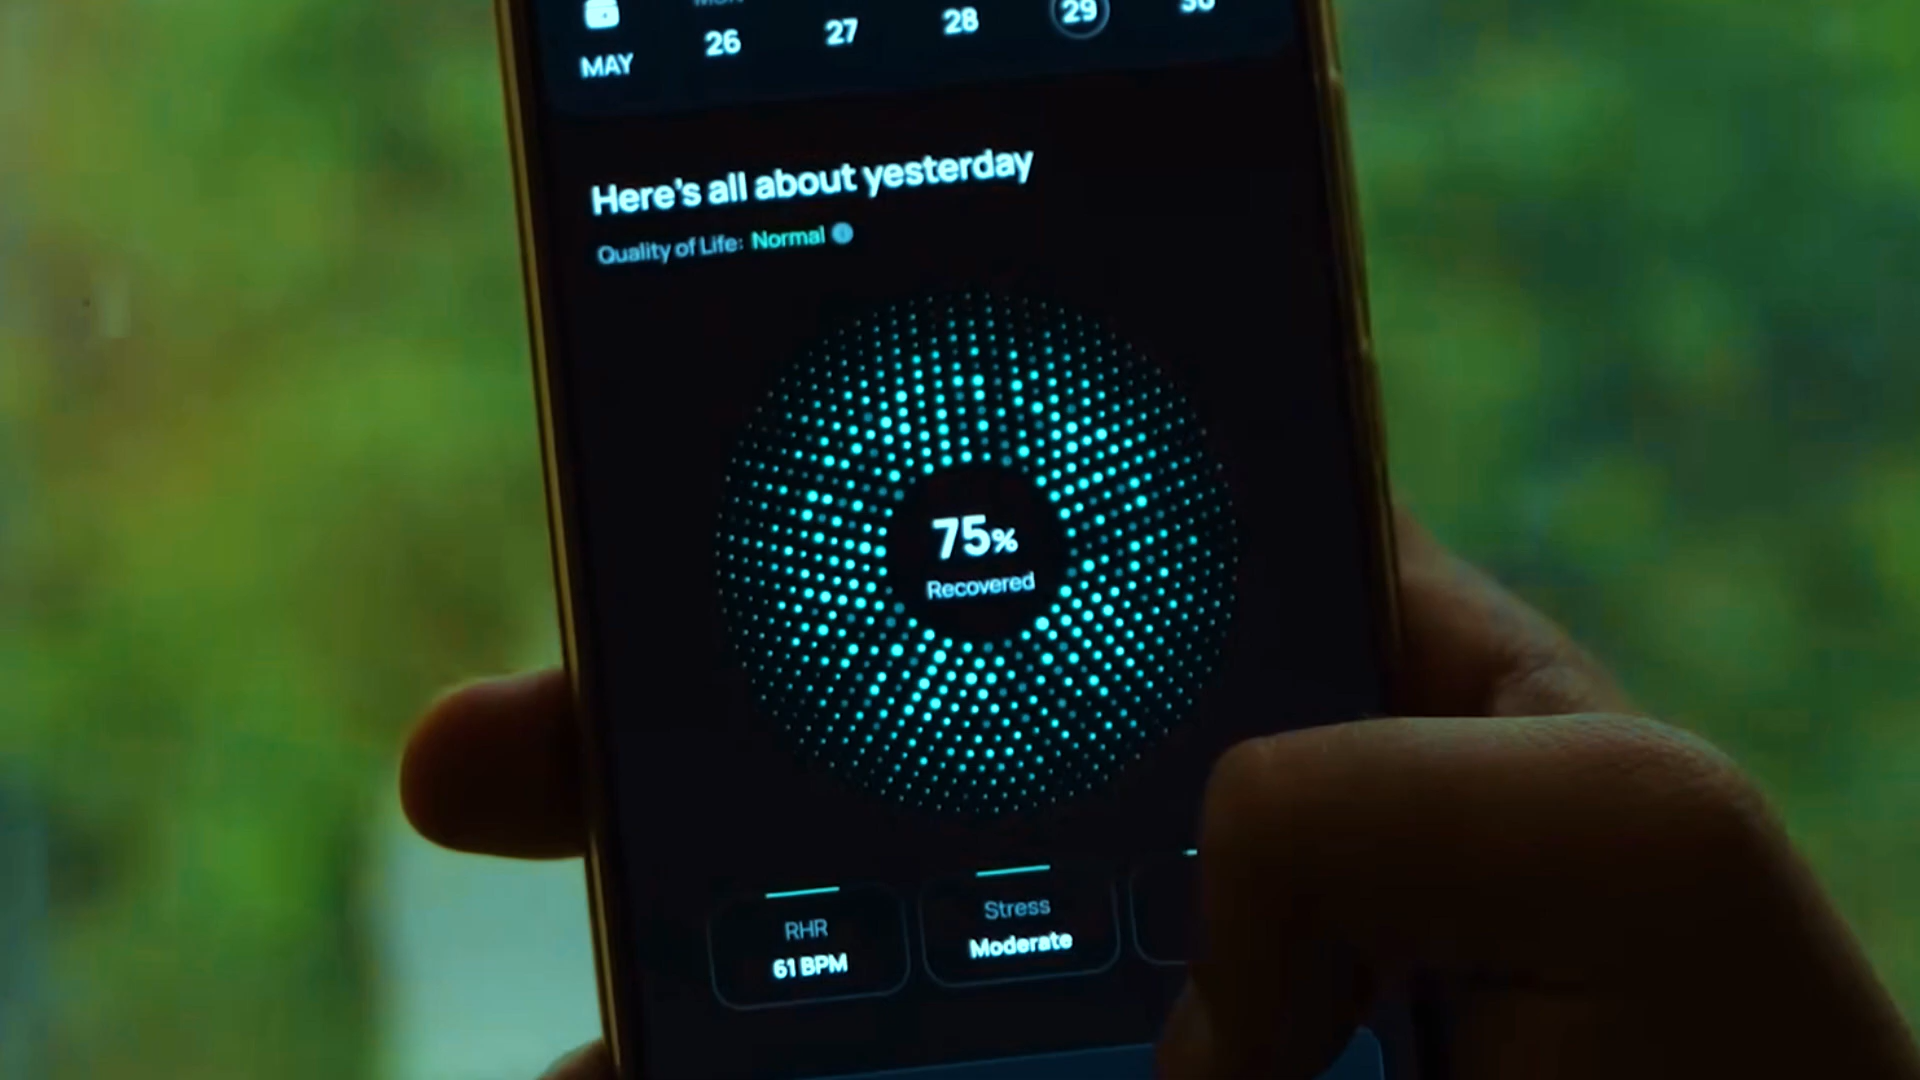 MAY 26 27 28 29 30
Here's all about yesterday
Quality of Life: Normal
75%
Recovered
RHR
61 BPM
Stress
Moderate